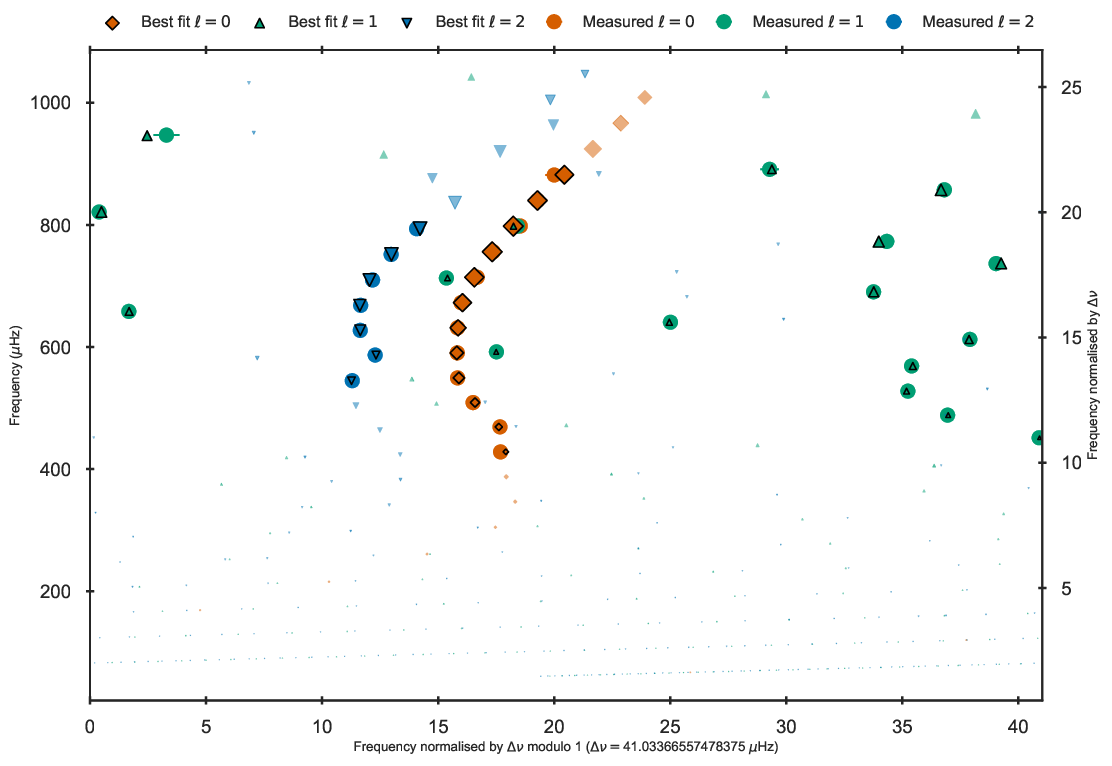 Best fit ℓ = 0 Best fit ℓ = 1 Best fit ℓ = 2 Measured ℓ = 0 Measured ℓ = 1 Measured ℓ = 2
1000
800
600
400
200
Frequency (μHz)
25
20
15
10
5
Frequency normalised by Δν
0 5 10 15 20 25 30 35 40
Frequency normalised by Δν modulo 1 (Δν = 41.03366557478375 μHz)